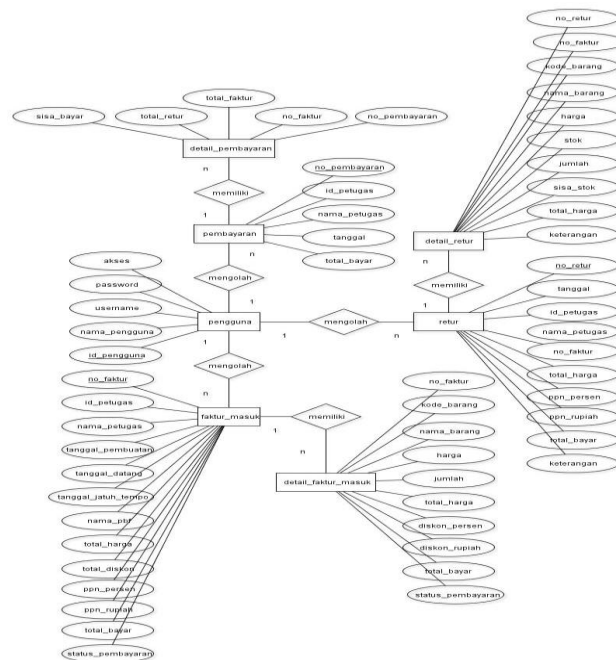 no_retur
no_faktur
kode_barang
nama_barang
harga
stok
jumlah
sisa_stok
total_harga
keterangan
detail_retur
n
memiliki
1
total_faktur
sisa_bayar
total_retur
no_faktur
no_pembayaran
detail_pembayaran
n
memiliki
1
no_pembayaran
id_petugas
nama_petugas
tanggal
total_bayar
pembayaran
n
mengolah
1
akses
password
username
nama_pengguna
id_pengguna
pengguna
1
mengolah
n
retur
no_retur
tanggal
id_petugas
nama_petugas
no_faktur
total_harga
ppn_persen
ppn_rupiah
total_bayar
keterangan
1
mengolah
n
faktur_masuk
no_faktur
id_petugas
nama_petugas
tanggal_pembuatan
tanggal_datang
tanggal_jatuh_tempo
nama_pbf
total_harga
total_diskon
ppn_persen
ppn_rupiah
total_bayar
status_pembayaran
1
memiliki
n
detail_faktur_masuk
no_faktur
kode_barang
nama_barang
harga
jumlah
total_harga
diskon_persen
diskon_rupiah
total_bayar
status_pembayaran